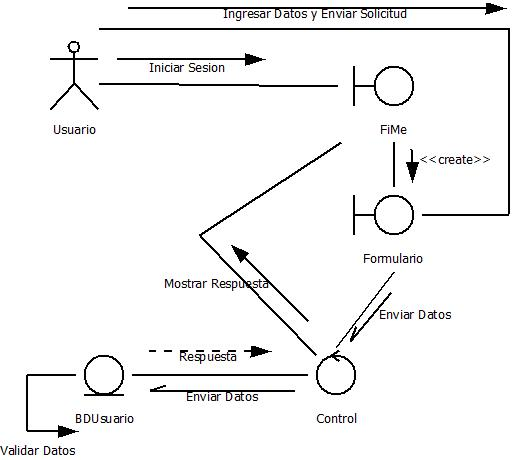 Ingresar Datos y Enviar Solicitud
Iniciar Sesion
Usuario
FiMe
<<create>>
Formulario
Mostrar Respuesta
Enviar Datos
Respuesta
Enviar Datos
BDUsuario
Control
Validar Datos